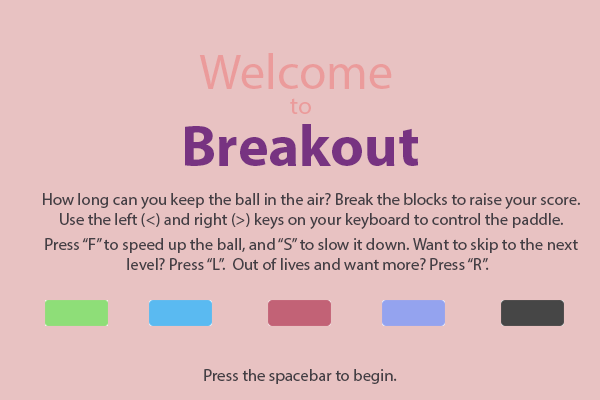 Welcome
to
Breakout
How long can you keep the ball in the air? Break the blocks to raise your score.
Use the left (<) and right (>) keys on your keyboard to control the paddle.
Press “F” to speed up the ball, and “S” to slow it down. Want to skip to the next
level? Press “L”.  Out of lives and want more? Press “R”.
Press the spacebar to begin.